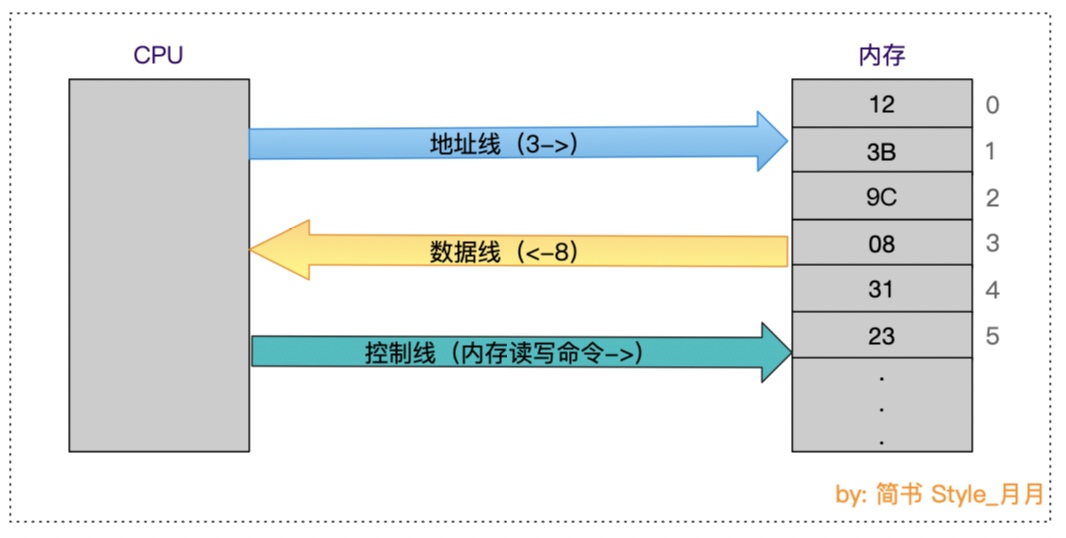 CPU
内存
12 0
地址线（3->）
3B 1
9C 2
数据线（<-8）
08 3
31 4
23 5
控制线（内存读写命令->）
.
.
.
by: 简书 Style_月月